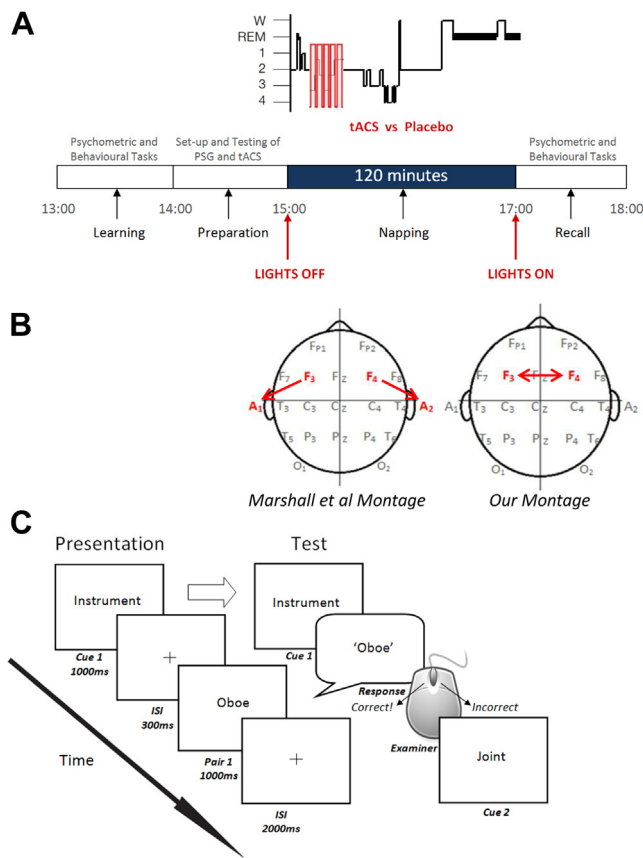 A
W
REM
1
2
3
4
tACS vs Placebo
Psychometric and
Behavioural Tasks
Set-up and Testing of
PSG and tACS
120 minutes
Psychometric and
Behavioural Tasks
13:00 14:00 15:00 17:00 18:00
Learning Preparation Napping Recall
LIGHTS OFF LIGHTS ON
B
FP1 FP2
F7 F3 FZ F4 F8
A1 T3 C3 CZ C4 T4 A2
T5 P3 PZ P4 T6
O1 O2
Marshall et al Montage
FP1 FP2
F7 F3 FZ F4 F8
A1 T3 C3 CZ C4 T4 A2
T5 P3 PZ P4 T6
O1 O2
Our Montage
C
Presentation
Instrument
Cue 1
1000ms
ISI
300ms
Oboe
Pair 1
1000ms
ISI
2000ms
Time
Test
Instrument
Cue 1
'Oboe'
Response
Correct! Incorrect
Examiner
Joint
Cue 2